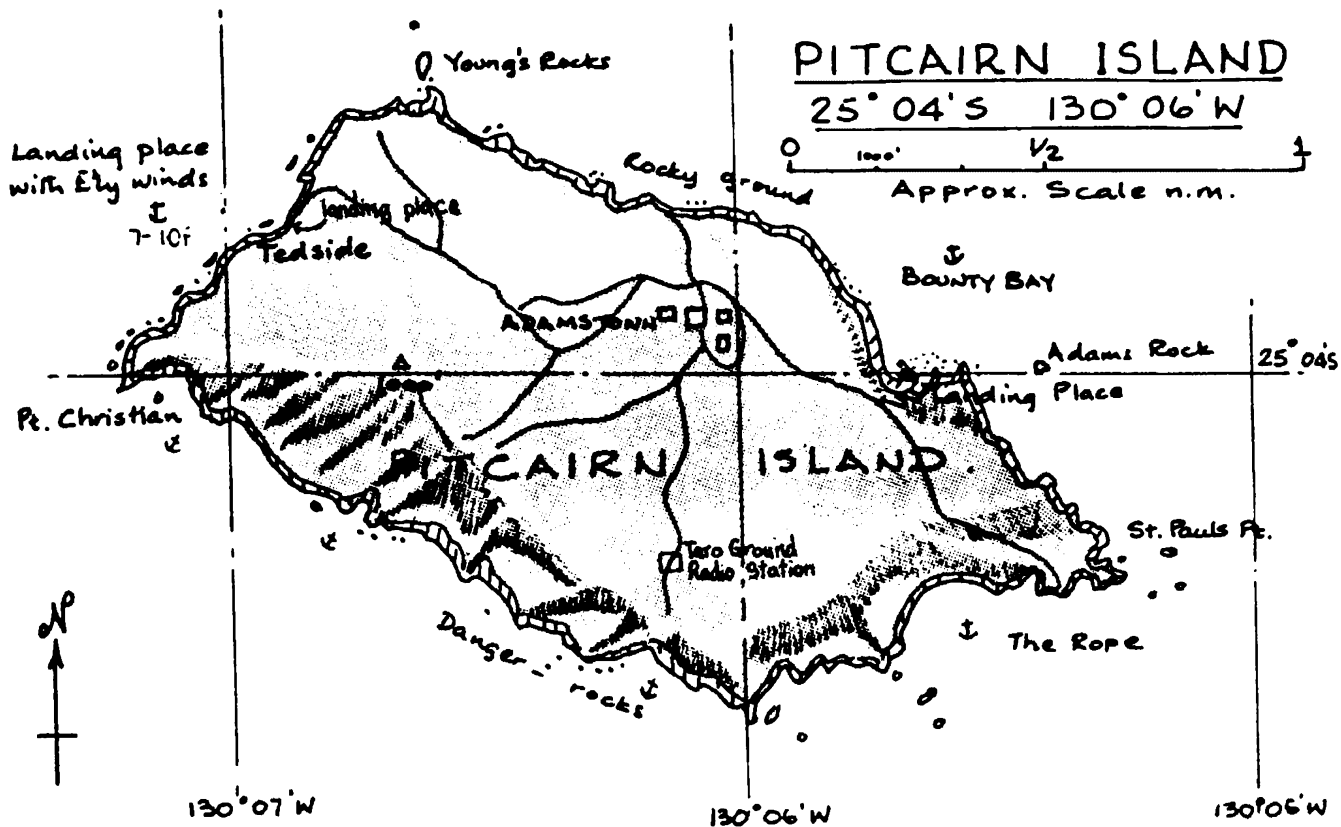 PITCAIRN ISLAND
25° 04'S 130° 06'W
0 1000' 1/2 1
Approx. Scale n.m.
Young's Rocks
Landing place
with E'ly winds
7-10f
Rocky ground
landing place
Tedside
BOUNTY BAY
ADAMSTOWN
Adams Rock
25° 04'S
Landing Place
Pt. Christian
PITCAIRN ISLAND.
St. Pauls Pt.
Taro Ground
Radio Station
The Rope
Danger - rocks
N
130° 07'W
130° 06'W
130° 05'W